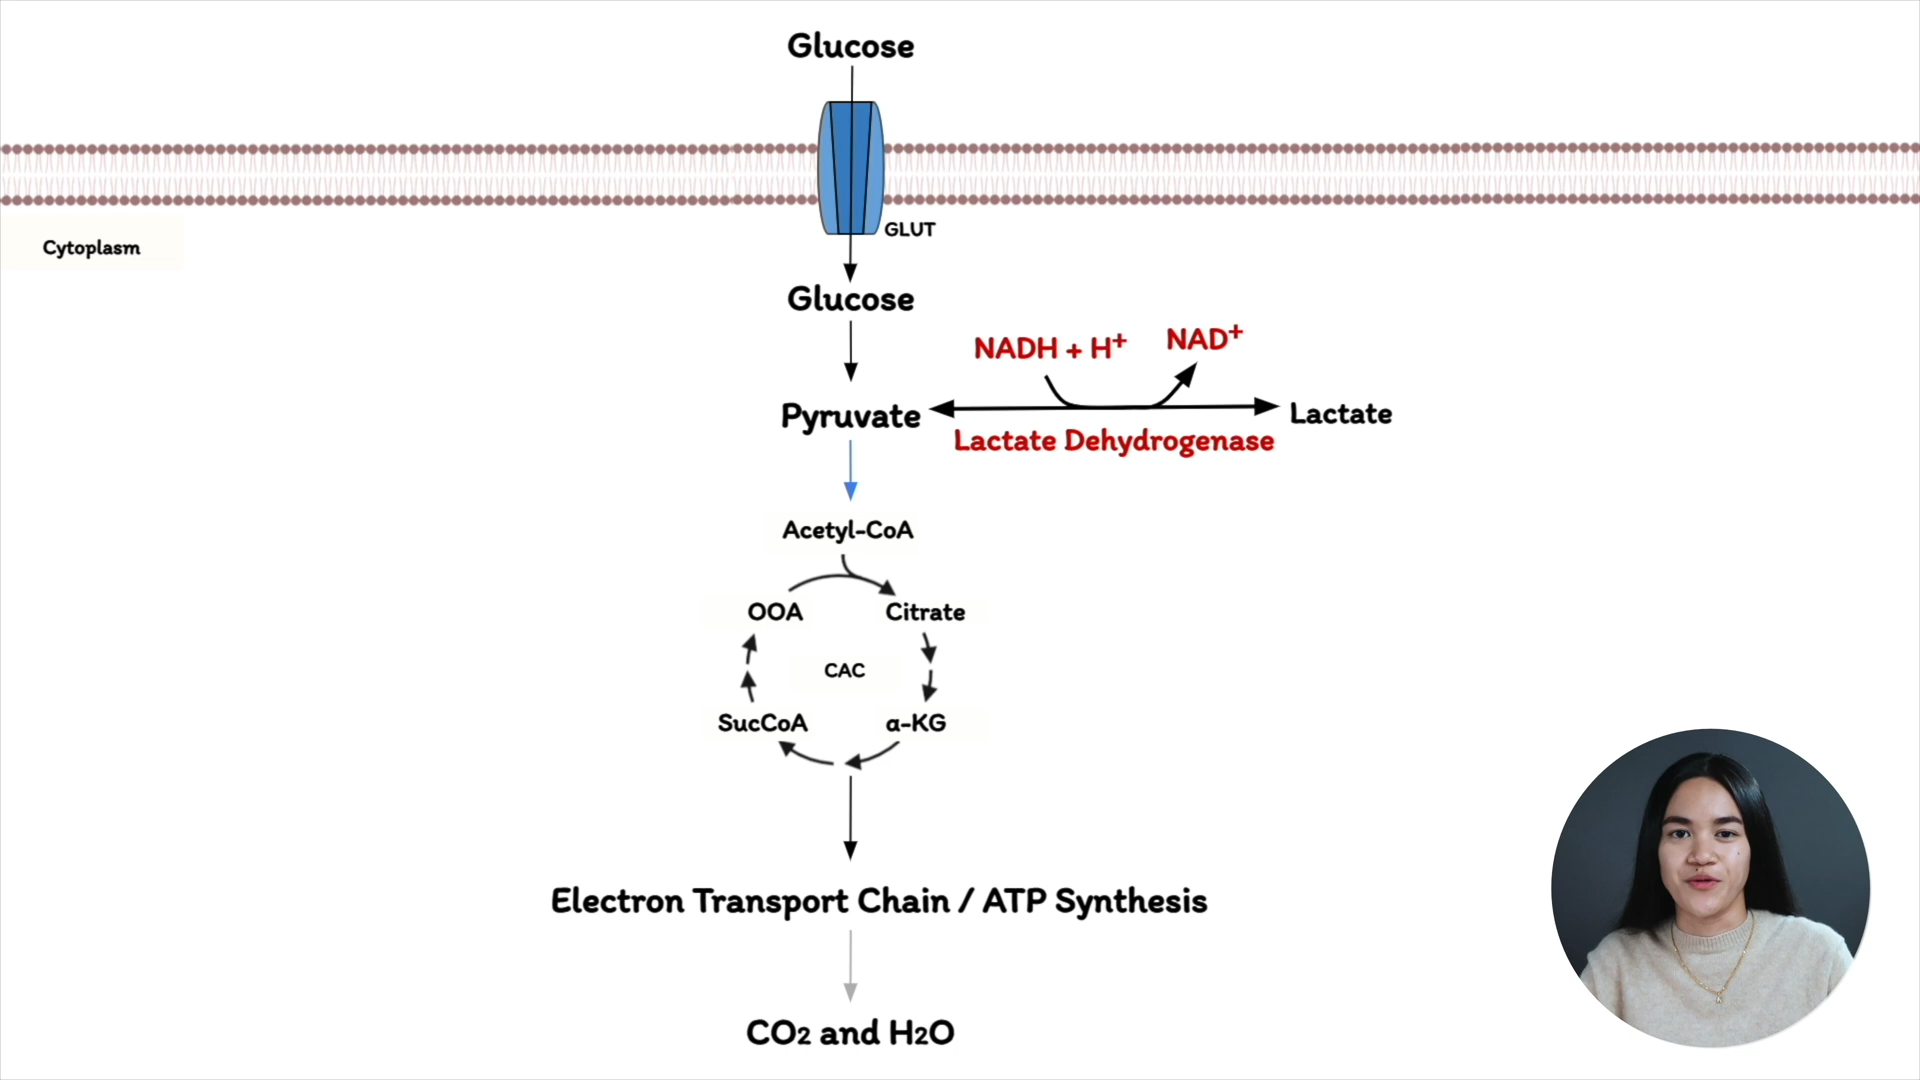 Glucose
GLUT
Cytoplasm
Glucose
NADH + H⁺
NAD⁺
Pyruvate
Lactate
Lactate Dehydrogenase
Acetyl-CoA
OOA
Citrate
CAC
SucCoA
α-KG
Electron Transport Chain / ATP Synthesis
CO₂ and H₂O